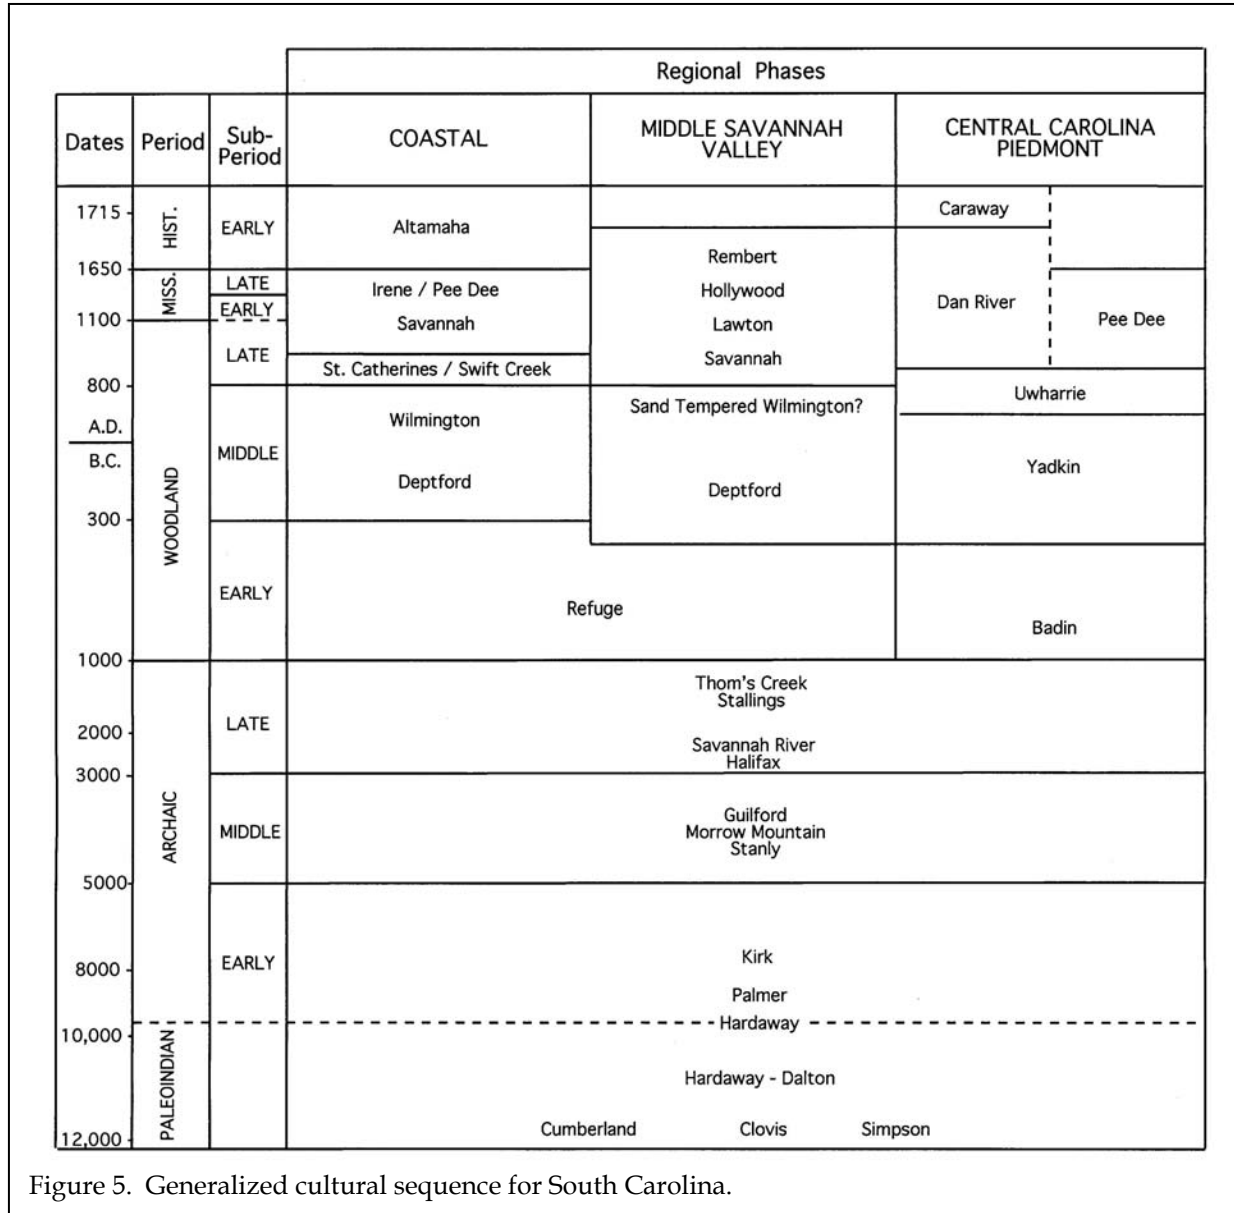 Regional Phases
Dates Period Sub-Period COASTAL MIDDLE SAVANNAH VALLEY CENTRAL CAROLINA PIEDMONT
1715 HIST. EARLY Altamaha Caraway
Rembert
1650
MISS. LATE Irene / Pee Dee Hollywood Dan River
EARLY Savannah Lawton Pee Dee
1100
LATE Savannah
St. Catherines / Swift Creek
800 Uwharrie
Sand Tempered Wilmington?
Wilmington
A.D.
B.C. MIDDLE Yadkin
WOODLAND Deptford Deptford
300
EARLY Refuge
Badin
1000
Thom's Creek
Stallings
LATE
2000
Savannah River
Halifax
3000
ARCHAIC Guilford
MIDDLE Morrow Mountain
Stanly
5000
EARLY Kirk
8000
Palmer
Hardaway
10,000
PALEOINDIAN
Hardaway - Dalton
Cumberland Clovis Simpson
12,000
Figure 5. Generalized cultural sequence for South Carolina.